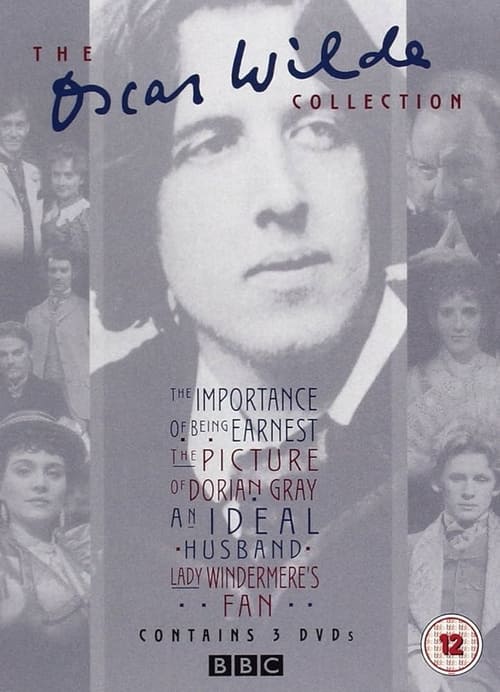 THE
Oscar Wilde
COLLECTION
THE IMPORTANCE
OF BEING EARNEST
THE PICTURE
OF DORIAN GRAY
AN IDEAL
·HUSBAND·
LADY WINDERMERE'S
·· FAN ··
CONTAINS 3 DVDs
12
BBC